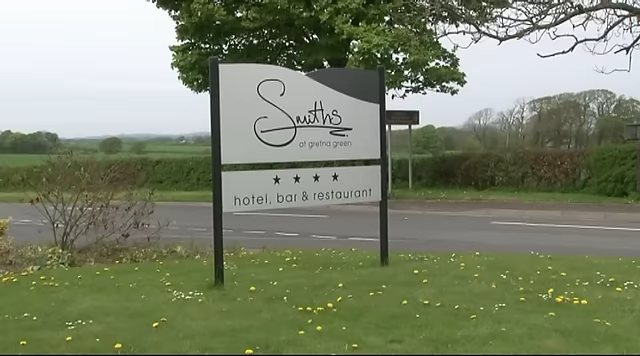 Smiths
at gretna green
★ ★ ★ ★
hotel, bar & restaurant